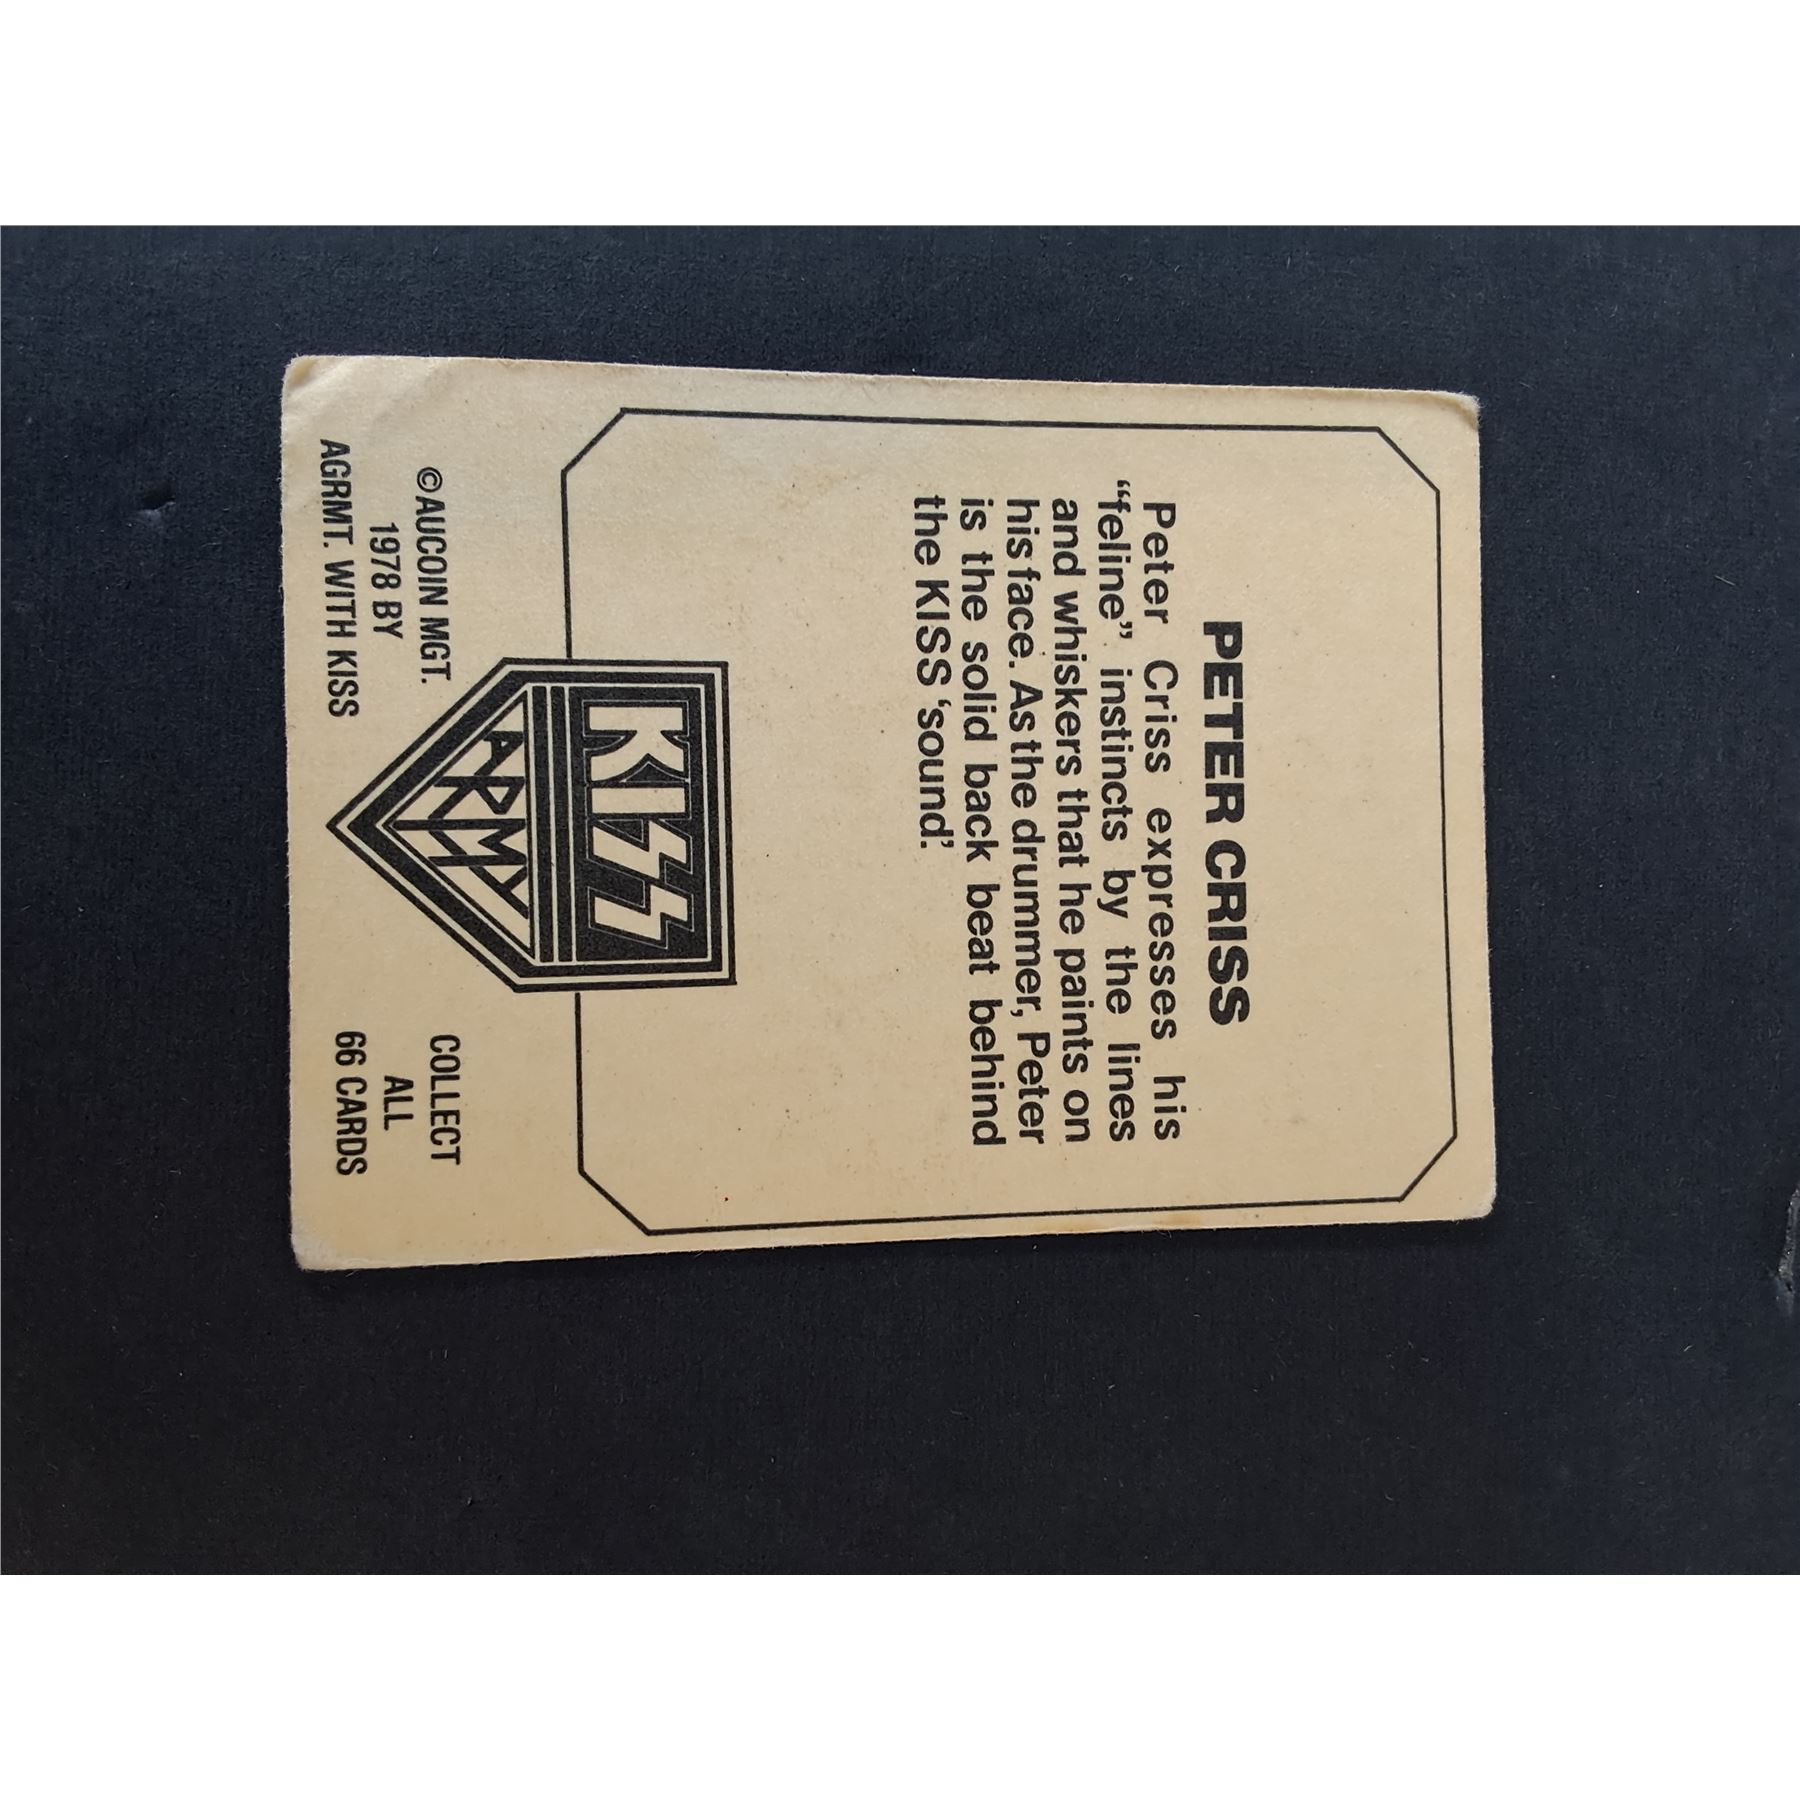 PETER CRISS
Peter Criss expresses his
“feline” instincts by the lines
and whiskers that he paints on
his face. As the drummer, Peter
is the solid back beat behind
the KISS ‘sound’.
KISS
ARMY
©AUCOIN MGT.
1978 BY
AGRMT. WITH KISS
COLLECT
ALL
66 CARDS